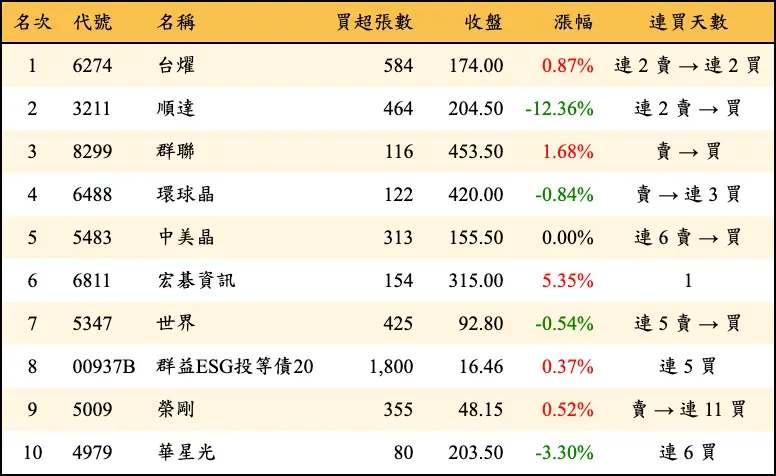 名次 代號 名稱 買超張數 收盤 漲幅 連買天數
1 6274 台燿 584 174.00 0.87% 連 2 賣 → 連 2 買
2 3211 順達 464 204.50 -12.36% 連 2 賣 → 買
3 8299 群聯 116 453.50 1.68% 賣 → 買
4 6488 環球晶 122 420.00 -0.84% 賣 → 連 3 買
5 5483 中美晶 313 155.50 0.00% 連 6 賣 → 買
6 6811 宏碁資訊 154 315.00 5.35% 1
7 5347 世界 425 92.80 -0.54% 連 5 賣 → 買
8 00937B 群益ESG投等債20 1,800 16.46 0.37% 連 5 買
9 5009 榮剛 355 48.15 0.52% 賣 → 連 11 買
10 4979 華星光 80 203.50 -3.30% 連 6 買